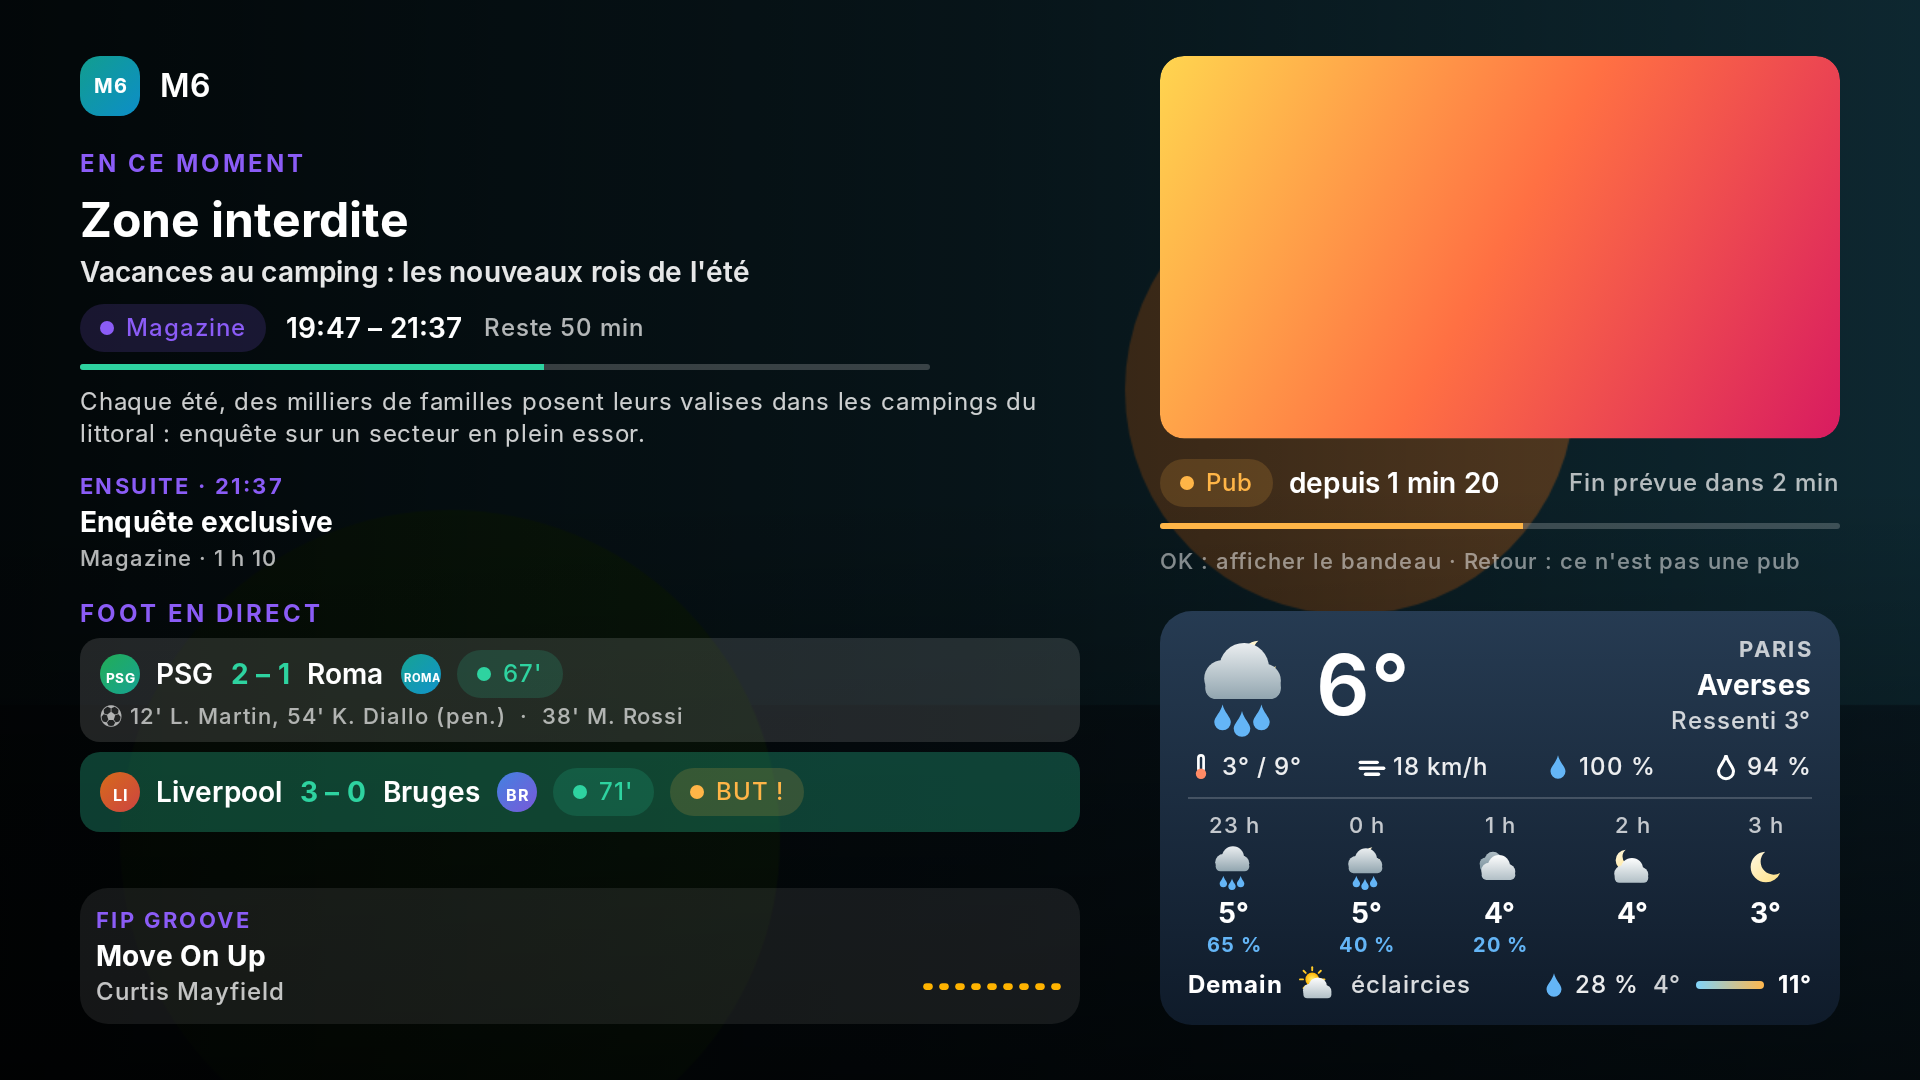 M6 M6
EN CE MOMENT
Zone interdite
Vacances au camping : les nouveaux rois de l'été
Magazine 19:47 – 21:37 Reste 50 min
Chaque été, des milliers de familles posent leurs valises dans les campings du
littoral : enquête sur un secteur en plein essor.
ENSUITE · 21:37
Enquête exclusive
Magazine · 1 h 10
FOOT EN DIRECT
PSG PSG 2 – 1 Roma ROMA 67'
12' L. Martin, 54' K. Diallo (pen.) · 38' M. Rossi
LI Liverpool 3 – 0 Bruges BR 71' BUT !
FIP GROOVE
Move On Up
Curtis Mayfield
Pub depuis 1 min 20 Fin prévue dans 2 min
OK : afficher le bandeau · Retour : ce n'est pas une pub
6°
PARIS
Averses
Ressenti 3°
3° / 9° 18 km/h 100 % 94 %
23 h 0 h 1 h 2 h 3 h
5° 5° 4° 4° 3°
65 % 40 % 20 %
Demain éclaircies 28 % 4° 11°